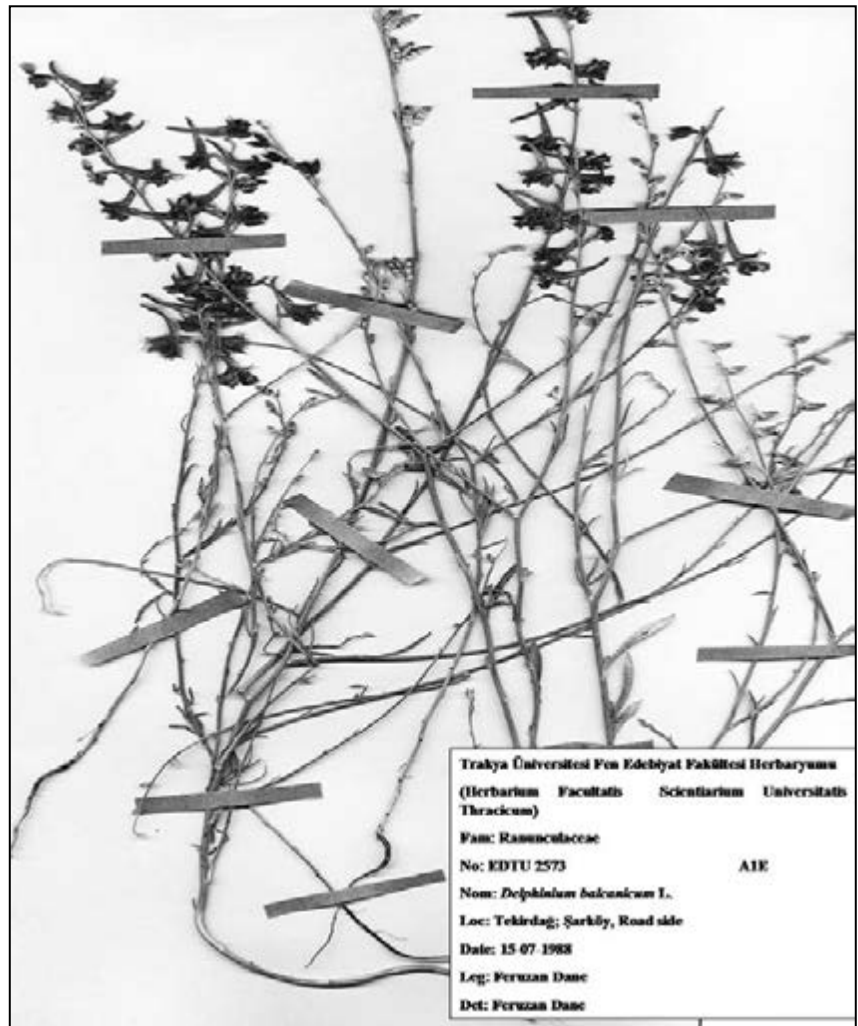 Trakya Üniversitesi Fen Edebiyat Fakültesi Herbaryumu
(Herbarium Facultatis Scientiarium Universitatis
Thracicum)
Fam: Ranunculaceae
No: EDTU 2573 A1E
Nom: Delphinium balcanicum L.
Loc: Tekirdağ; Şarköy, Road side
Date: 15-07-1988
Leg: Feruzan Dane
Det: Feruzan Dane